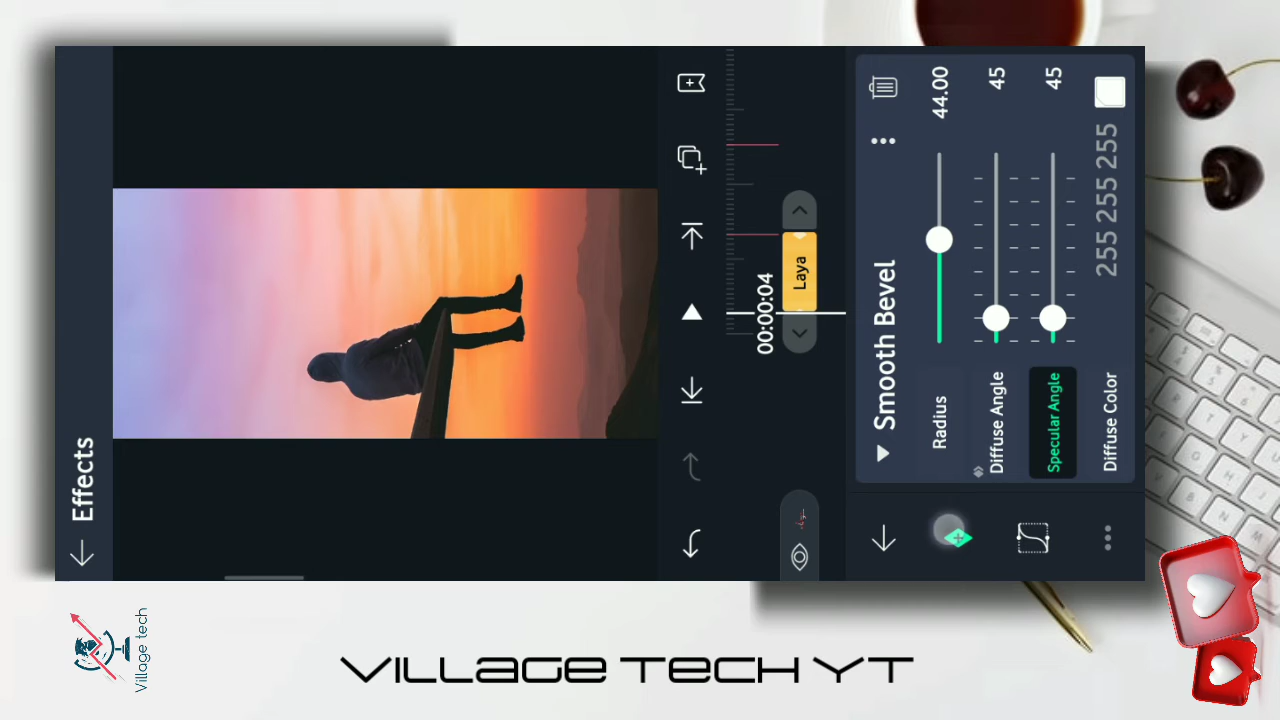 Effects
00:00:04
Laya
Smooth Bevel
Radius
44.00
Diffuse Angle
45
Specular Angle
45
Diffuse Color
255 255 255
Village tech
VILLAGE TECH YT